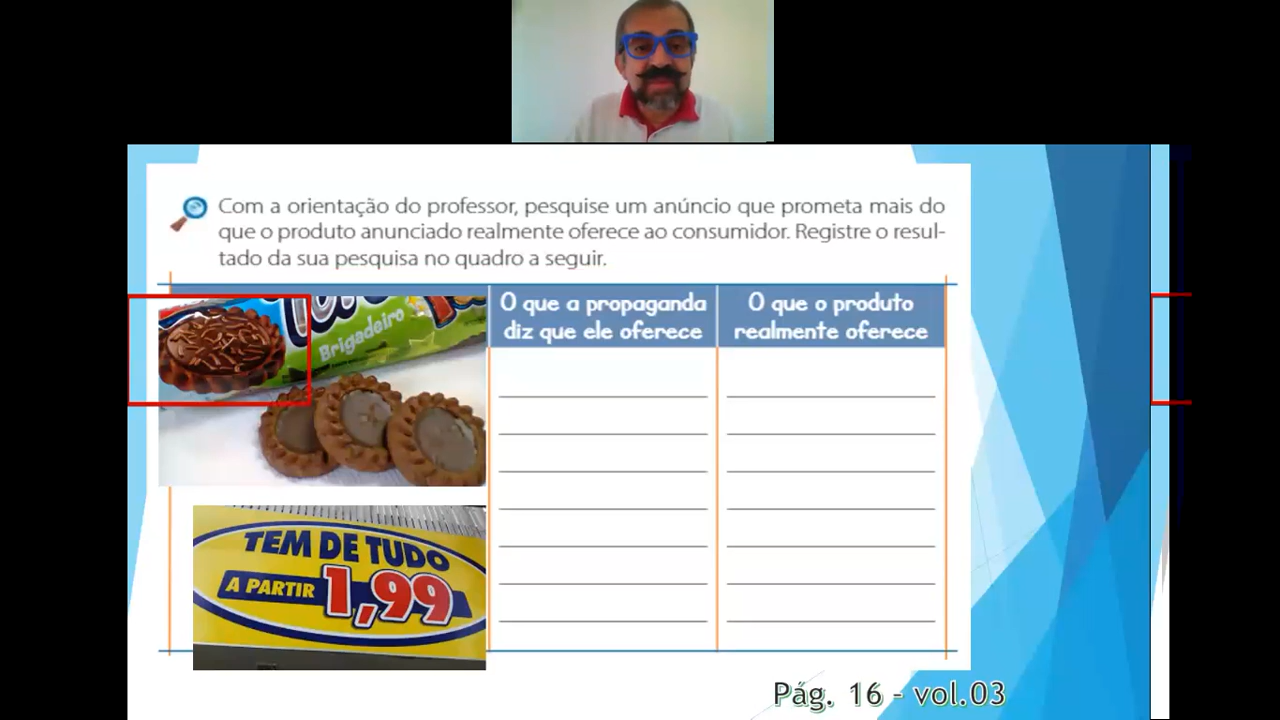 Com a orientação do professor, pesquise um anúncio que prometa mais do
que o produto anunciado realmente oferece ao consumidor. Registre o resul-
tado da sua pesquisa no quadro a seguir.
Brigadeiro
O que a propaganda
diz que ele oferece
O que o produto
realmente oferece
TEM DE TUDO
A PARTIR 1,99
Pág. 16 - vol.03